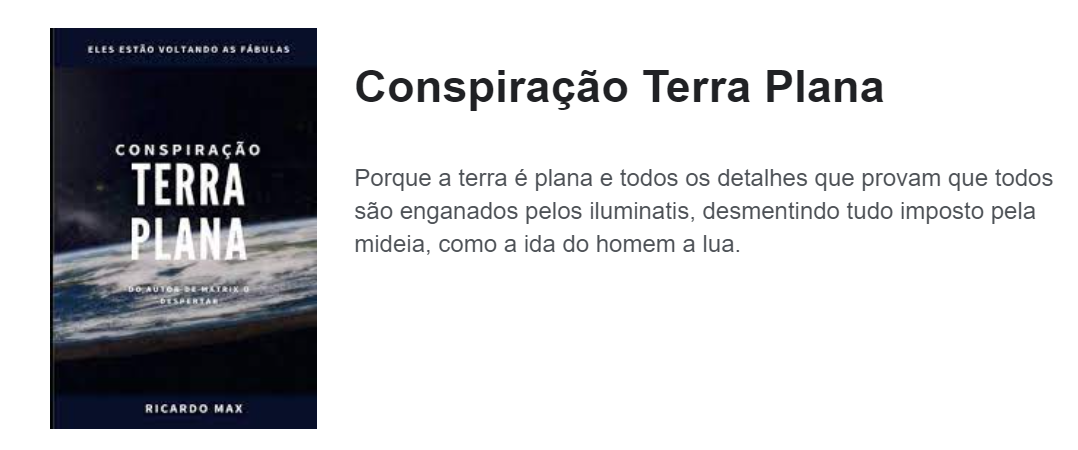 ELES ESTÃO VOLTANDO AS FÁBULAS
CONSPIRAÇÃO
TERRA
PLANA
DO AUTOR DE MATRIX O
DESPERTAR
RICARDO MAX
Conspiração Terra Plana
Porque a terra é plana e todos os detalhes que provam que todos
são enganados pelos iluminatis, desmentindo tudo imposto pela
mideia, como a ida do homem a lua.